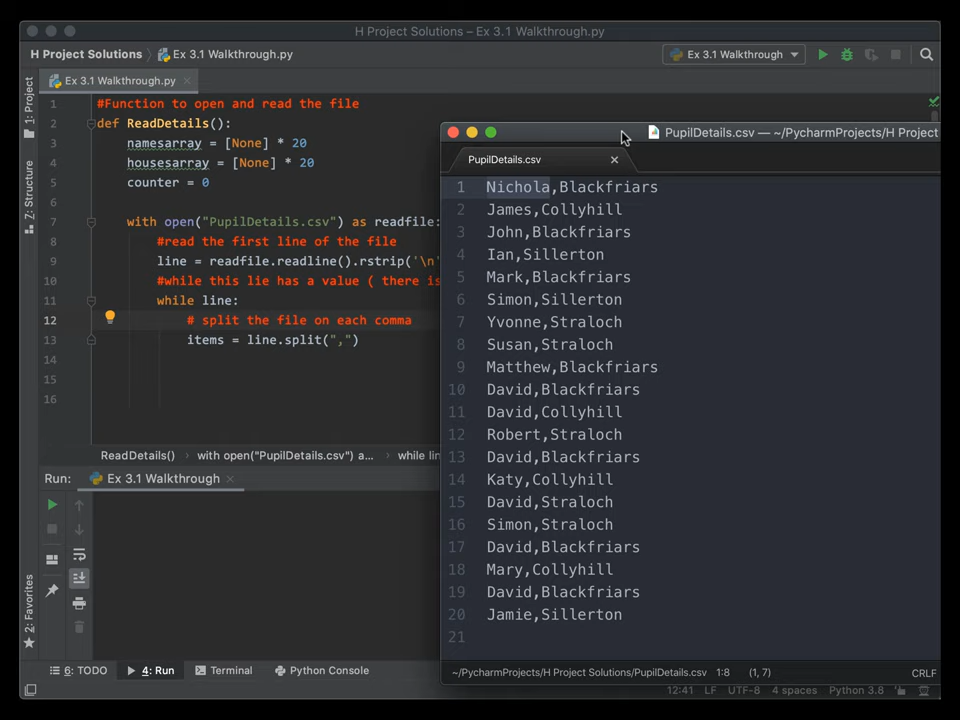 H Project Solutions – Ex 3.1 Walkthrough.py
H Project Solutions
Ex 3.1 Walkthrough.py
Ex 3.1 Walkthrough
Ex 3.1 Walkthrough.py
1: Project
Z: Structure
2: Favorites
1 #Function to open and read the file
2 def ReadDetails():
3 namesarray = [None] * 20
4 housesarray = [None] * 20
5 counter = 0
6
7 with open("PupilDetails.csv") as readfile:
8 #read the first line of the file
9 line = readfile.readline().rstrip('\n'
10 #while this lie has a value ( there is
11 while line:
12 # split the file on each comma
13 items = line.split(",")
14
15
16
ReadDetails()
with open("PupilDetails.csv") a...
while lin
Run:
Ex 3.1 Walkthrough
PupilDetails.csv — ~/PycharmProjects/H Project
PupilDetails.csv
1 Nichola,Blackfriars
2 James,Collyhill
3 John,Blackfriars
4 Ian,Sillerton
5 Mark,Blackfriars
6 Simon,Sillerton
7 Yvonne,Straloch
8 Susan,Straloch
9 Matthew,Blackfriars
10 David,Blackfriars
11 David,Collyhill
12 Robert,Straloch
13 David,Blackfriars
14 Katy,Collyhill
15 David,Straloch
16 Simon,Straloch
17 David,Blackfriars
18 Mary,Collyhill
19 David,Blackfriars
20 Jamie,Sillerton
21
~/PycharmProjects/H Project Solutions/PupilDetails.csv 1:8 (1, 7) CRLF
6: TODO
4: Run
Terminal
Python Console
12:41 LF UTF-8 4 spaces Python 3.8